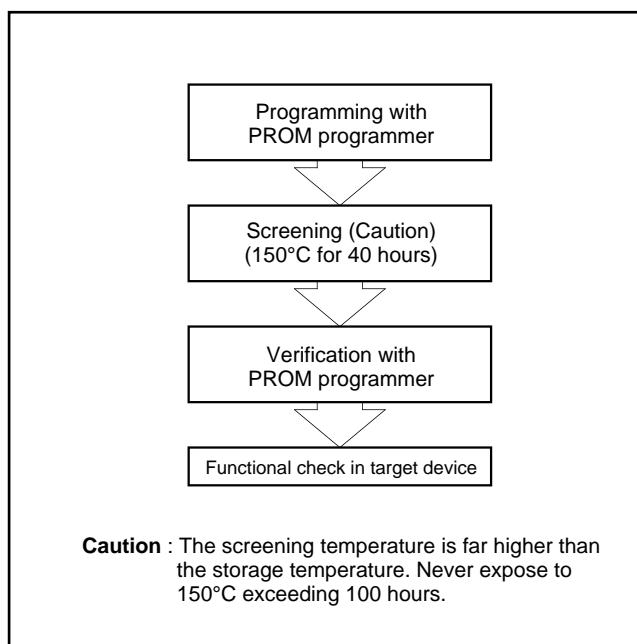 Programming with
PROM programmer
Screening (Caution)
(150°C for 40 hours)
Verification with
PROM programmer
Functional check in target device
Caution : The screening temperature is far higher than
the storage temperature. Never expose to
150°C exceeding 100 hours.